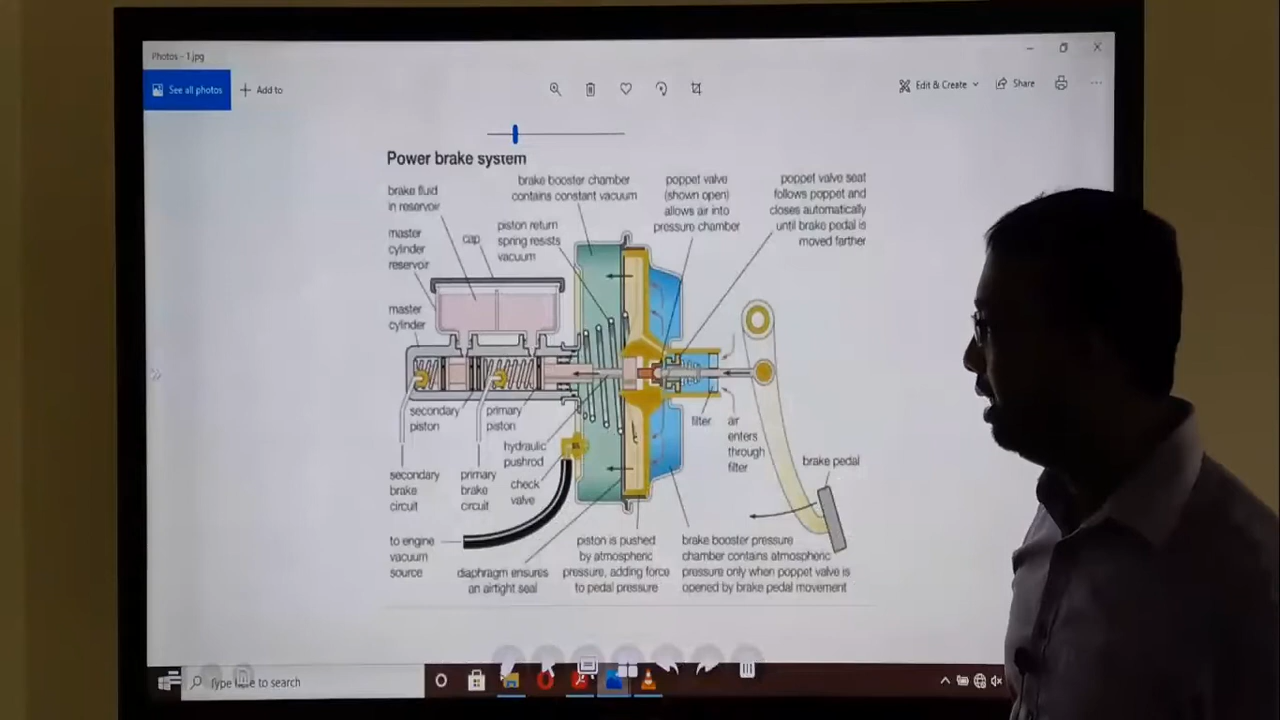 Photos - 1.jpg
See all photos
Add to
Edit & Create
Share
Power brake system
brake fluid
in reservoir
brake booster chamber
contains constant vacuum
poppet valve
(shown open)
allows air into
pressure chamber
poppet valve seat
follows poppet and
closes automatically
until brake pedal is
moved farther
master
cylinder
reservoir
cap
piston return
spring resists
vacuum
master
cylinder
secondary
piston
primary
piston
filter
air
enters
through
filter
hydraulic
pushrod
brake pedal
secondary
brake
circuit
primary
brake
circuit
check
valve
to engine
vacuum
source
diaphragm ensures
an airtight seal
piston is pushed
by atmospheric
pressure, adding force
to pedal pressure
brake booster pressure
chamber contains atmospheric
pressure only when poppet valve is
opened by brake pedal movement
Type here to search